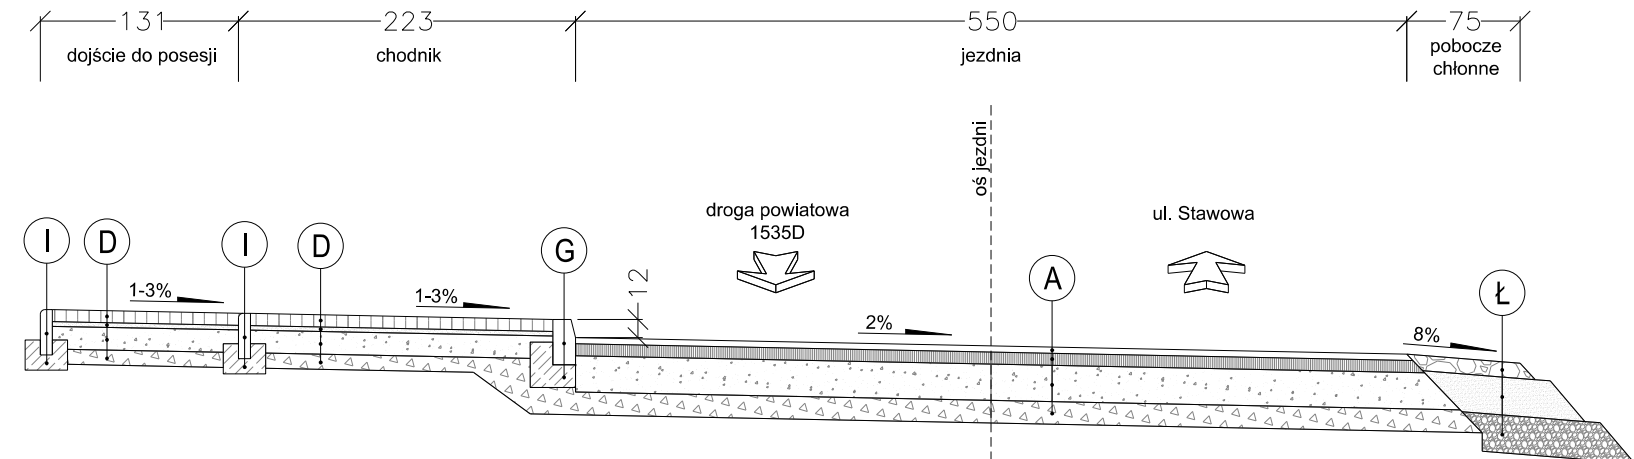 131 223 550 75
dojście do posesji chodnik jezdnia pobocze
chłonne
oś jezdni
droga powiatowa
1535D
ul. Stawowa
I D I D G A Ł
12
1-3% 1-3% 2% 8%